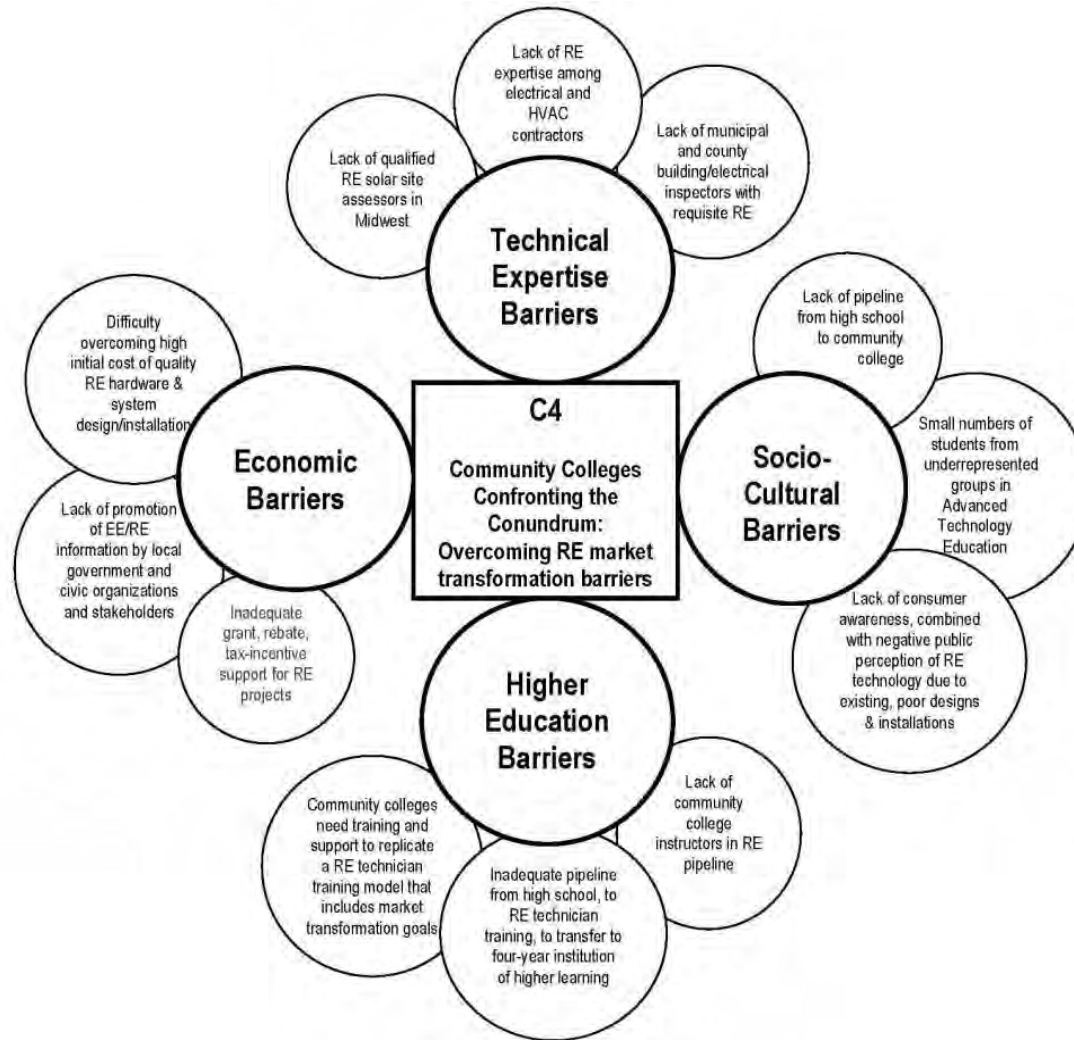 Lack of RE
expertise among
electrical and
HVAC
contractors
Lack of qualified
RE solar site
assessors in
Midwest
Lack of municipal
and county
building/electrical
inspectors with
requisite RE
Technical
Expertise
Barriers
Difficulty
overcoming high
initial cost of quality
RE hardware &
system
design/installation
Lack of promotion
of EE/RE
information by local
government and
civic organizations
and stakeholders
Inadequate
grant, rebate,
tax-incentive
support for RE
projects
Economic
Barriers
C4
Community Colleges
Confronting the
Conundrum:
Overcoming RE market
transformation barriers
Socio-
Cultural
Barriers
Lack of pipeline
from high school
to community
college
Small numbers of
students from
underrepresented
groups in
Advanced
Technology
Education
Lack of consumer
awareness, combined
with negative public
perception of RE
technology due to
existing, poor designs
& installations
Higher
Education
Barriers
Community colleges
need training and
support to replicate
a RE technician
training model that
includes market
transformation goals
Inadequate pipeline
from high school, to
RE technician
training, to transfer to
four-year institution
of higher learning
Lack of
community
college
instructors in RE
pipeline